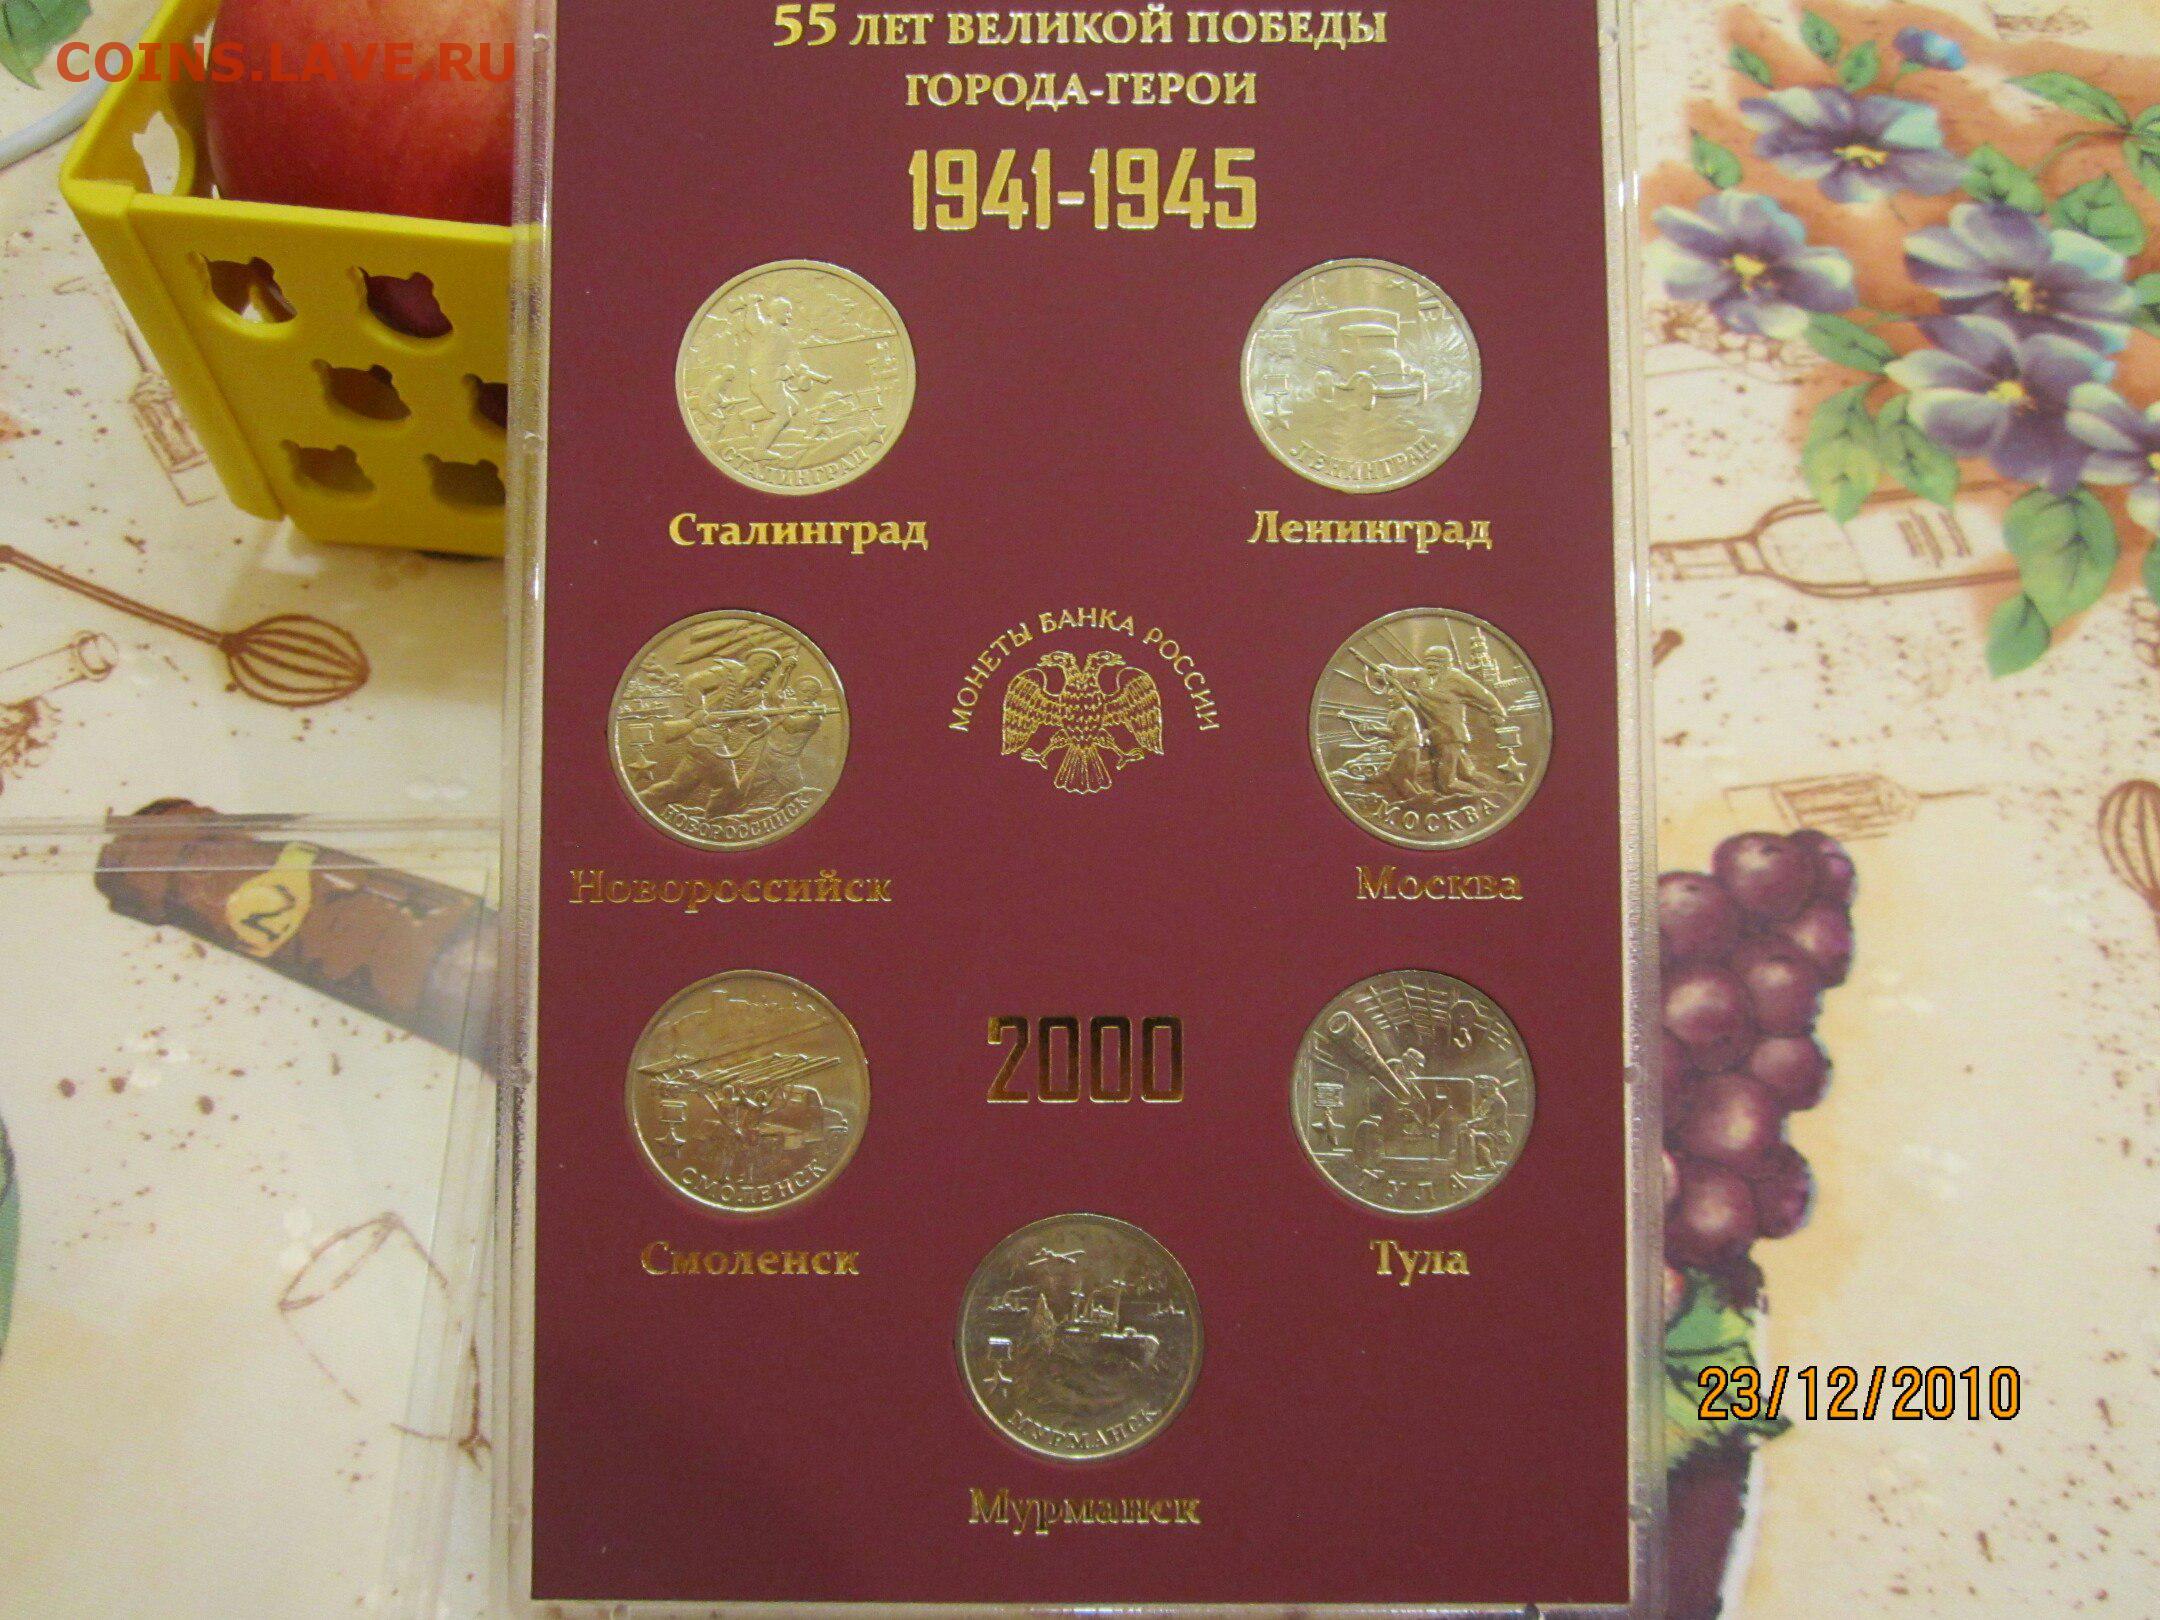 COINS.LAVE.RU
55 ЛЕТ ВЕЛИКОЙ ПОБЕДЫ
ГОРОДА-ГЕРОИ
1941-1945
СТАЛИНГРАД
ЛЕНИНГРАД
Сталинград
Ленинград
МОНЕТЫ БАНКА РОССИИ
НОВОРОССИЙСК
МОСКВА
Новороссийск
Москва
2000
СМОЛЕНСК
ТУЛА
Смоленск
Тула
МУРМАНСК
Мурманск
23/12/2010
N